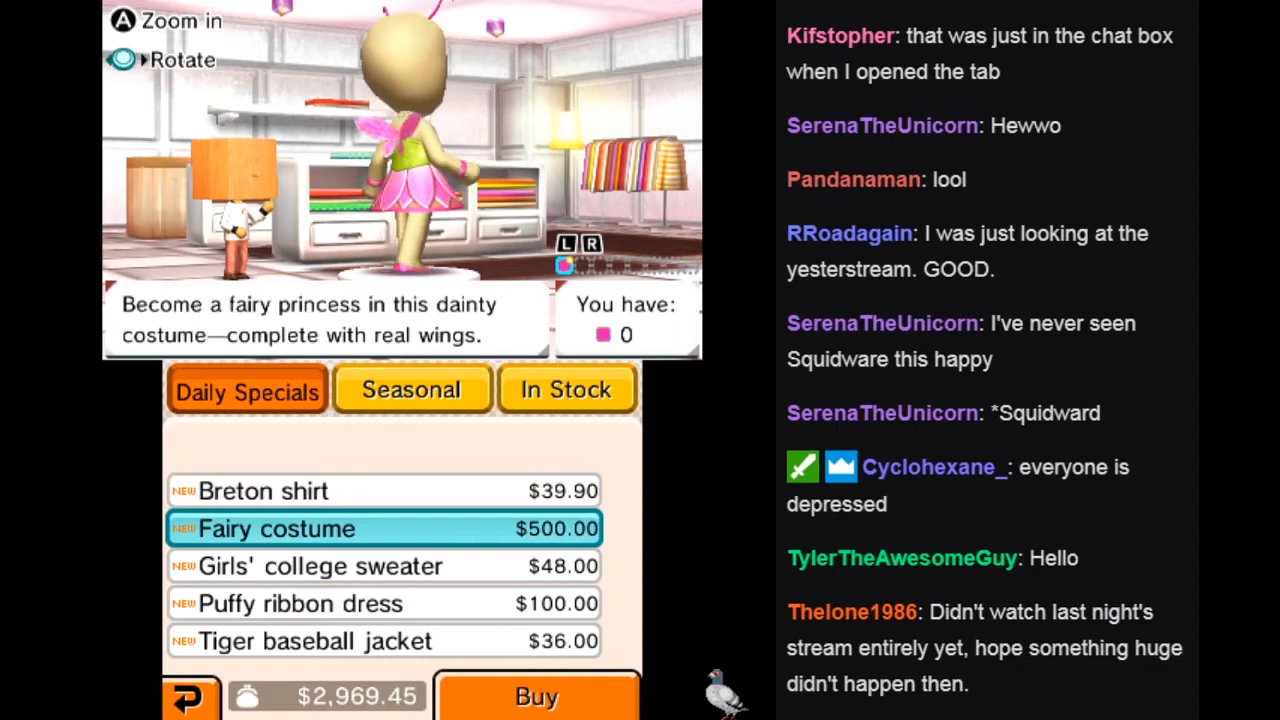 A Zoom in
Rotate
L R
Become a fairy princess in this dainty
costume—complete with real wings.
You have:
0
Daily Specials
Seasonal
In Stock
NEW Breton shirt $39.90
NEW Fairy costume $500.00
NEW Girls' college sweater $48.00
NEW Puffy ribbon dress $100.00
NEW Tiger baseball jacket $36.00
$2,969.45
Buy
Kifstopher: that was just in the chat box
when I opened the tab
SerenaTheUnicorn: Hewwo
Pandanaman: lool
RRoadagain: I was just looking at the
yesterstream. GOOD.
SerenaTheUnicorn: I've never seen
Squidware this happy
SerenaTheUnicorn: *Squidward
Cyclohexane_: everyone is
depressed
TylerTheAwesomeGuy: Hello
Thelone1986: Didn't watch last night's
stream entirely yet, hope something huge
didn't happen then.